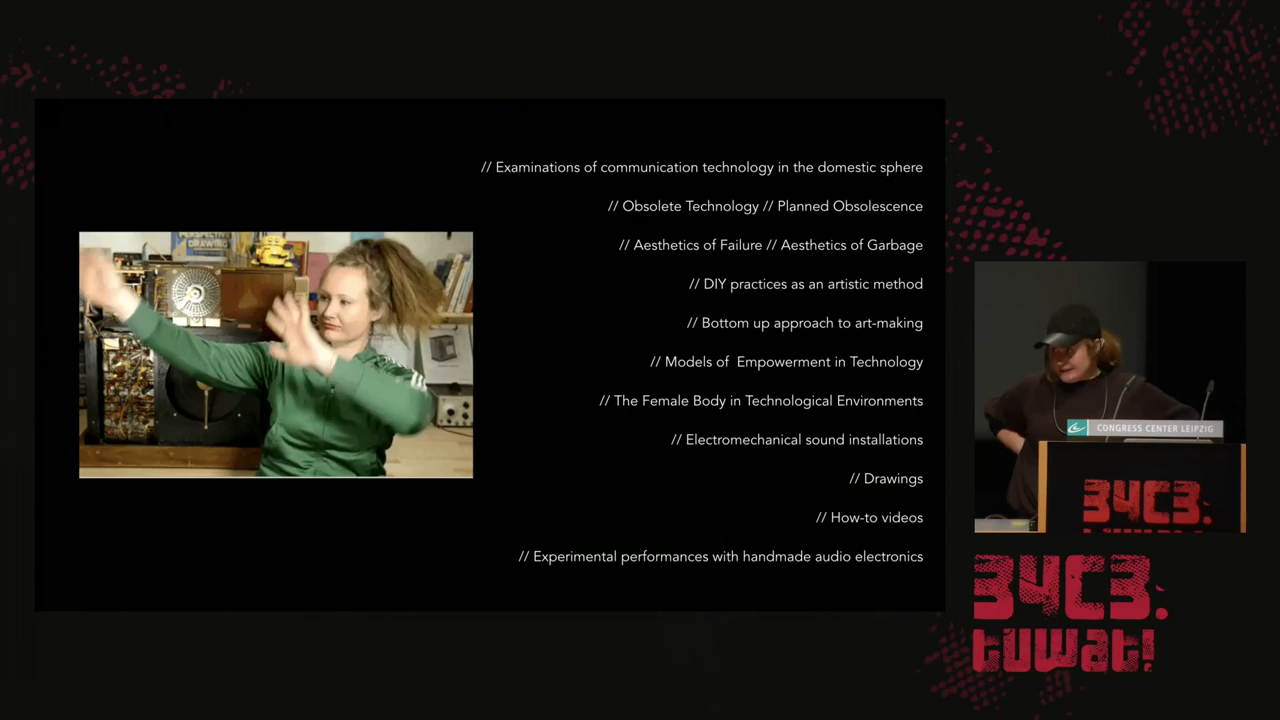 // Examinations of communication technology in the domestic sphere
// Obsolete Technology // Planned Obsolescence
// Aesthetics of Failure // Aesthetics of Garbage
// DIY practices as an artistic method
// Bottom up approach to art-making
// Models of  Empowerment in Technology
// The Female Body in Technological Environments
// Electromechanical sound installations
// Drawings
// How-to videos
// Experimental performances with handmade audio electronics
DRAWING
CONGRESS CENTER LEIPZIG
34C3.
34C3.
tuwat!